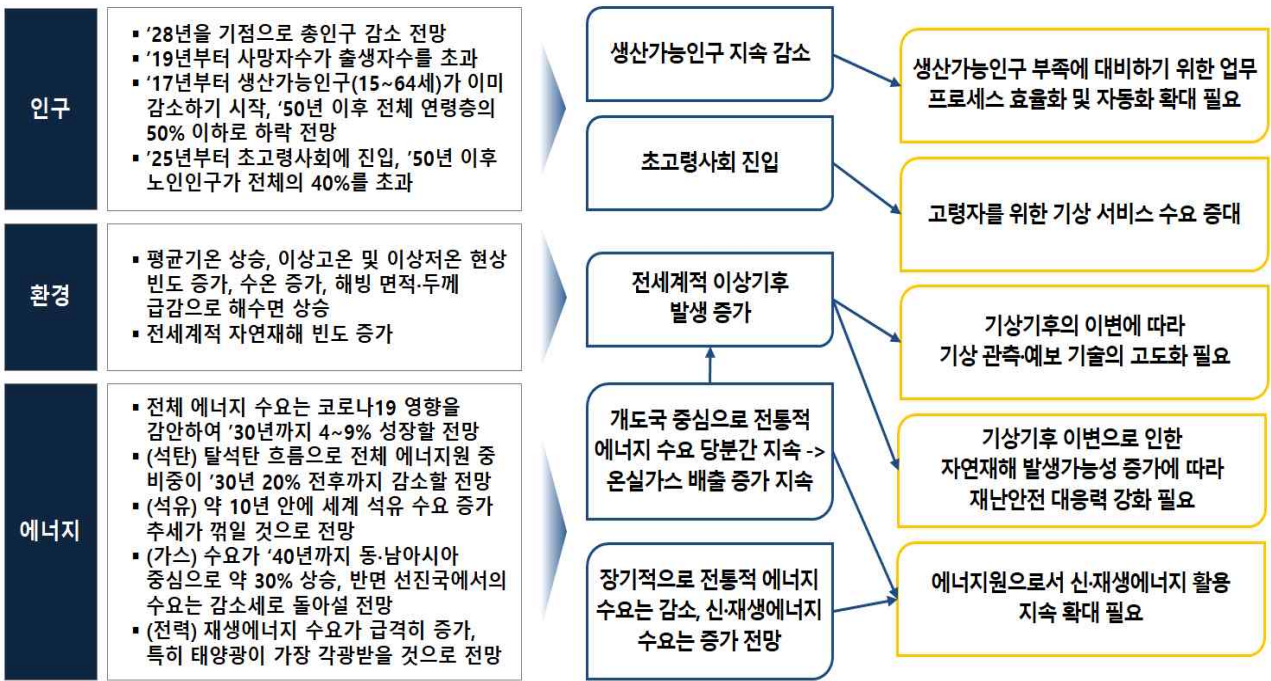 인구
▪ ’28년을 기점으로 총인구 감소 전망
▪ ’19년부터 사망자수가 출생자수를 초과
▪ ‘17년부터 생산가능인구(15~64세)가 이미
감소하기 시작, ‘50년 이후 전체 연령층의
50% 이하로 하락 전망
▪ ’25년부터 초고령사회에 진입, ’50년 이후
노인인구가 전체의 40%를 초과
환경
▪ 평균기온 상승, 이상고온 및 이상저온 현상
빈도 증가, 수온 증가, 해빙 면적·두께
급감으로 해수면 상승
▪ 전세계적 자연재해 빈도 증가
에너지
▪ 전체 에너지 수요는 코로나19 영향을
감안하여 ’30년까지 4~9% 성장할 전망
▪ (석탄) 탈석탄 흐름으로 전체 에너지원 중
비중이 ’30년 20% 전후까지 감소할 전망
▪ (석유) 약 10년 안에 세계 석유 수요 증가
추세가 꺾일 것으로 전망
▪ (가스) 수요가 ‘40년까지 동·남아시아
중심으로 약 30% 상승, 반면 선진국에서의
수요는 감소세로 돌아설 전망
▪ (전력) 재생에너지 수요가 급격히 증가,
특히 태양광이 가장 각광받을 것으로 전망
생산가능인구 지속 감소
초고령사회 진입
전세계적 이상기후
발생 증가
개도국 중심으로 전통적
에너지 수요 당분간 지속 ->
온실가스 배출 증가 지속
장기적으로 전통적 에너지
수요는 감소, 신·재생에너지
수요는 증가 전망
생산가능인구 부족에 대비하기 위한 업무
프로세스 효율화 및 자동화 확대 필요
고령자를 위한 기상 서비스 수요 증대
기상기후의 이변에 따라
기상 관측·예보 기술의 고도화 필요
기상기후 이변으로 인한
자연재해 발생가능성 증가에 따라
재난안전 대응력 강화 필요
에너지원으로서 신·재생에너지 활용
지속 확대 필요